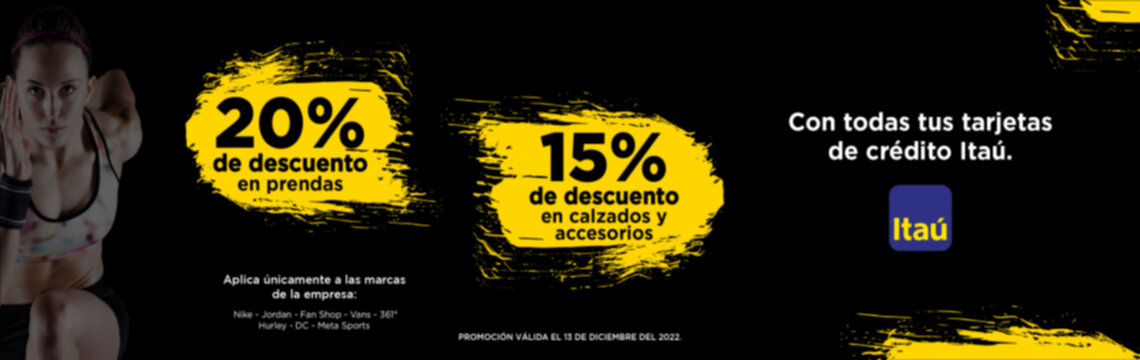 20%
de descuento
en prendas
Aplica únicamente a las marcas
de la empresa:
Nike - Jordan - Fan Shop - Vans - 361°
Hurley - DC - Meta Sports
15%
de descuento
en calzados y
accesorios
PROMOCIÓN VÁLIDA EL 13 DE DICIEMBRE DEL 2022.
Con todas tus tarjetas
de crédito Itaú.
Itaú